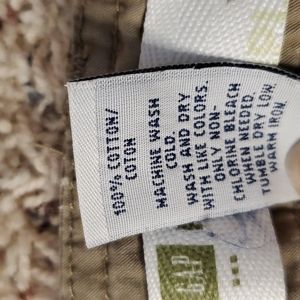 100% COTTON/
COTON
MACHINE WASH
COLD.
WASH AND DRY
WITH LIKE COLORS.
ONLY NON-
CHLORINE BLEACH
WHEN NEEDED.
TUMBLE DRY LOW.
WARM IRON.
GAP